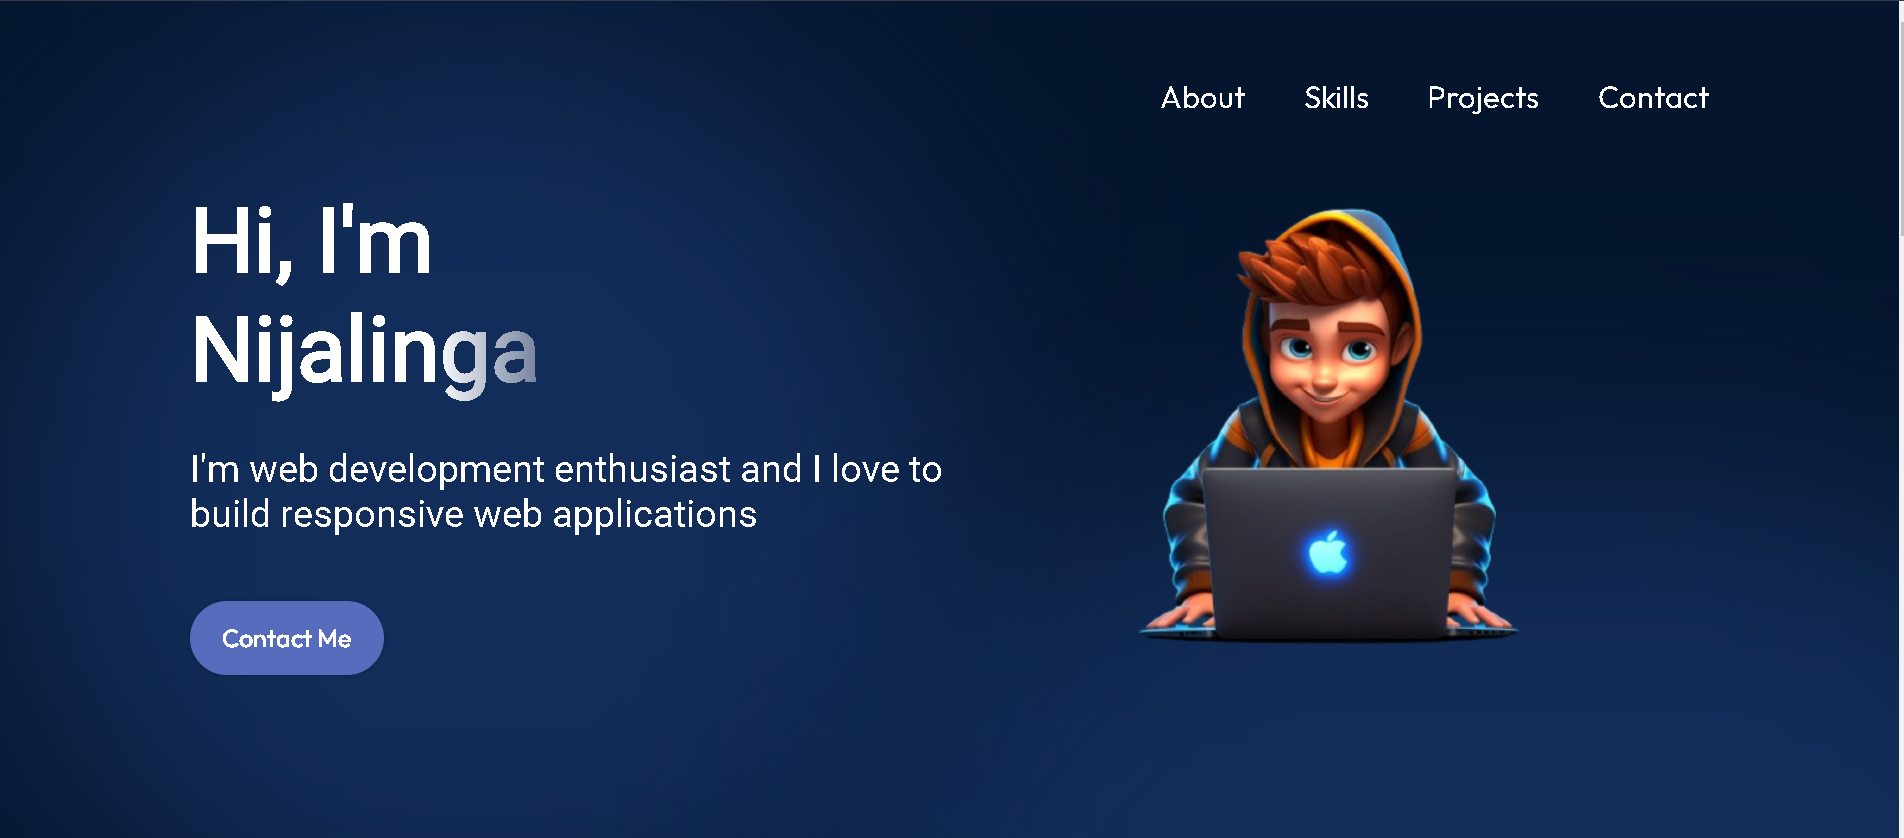 About Skills Projects Contact
Hi, I'm
Nijalinga
I'm web development enthusiast and I love to
build responsive web applications
Contact Me